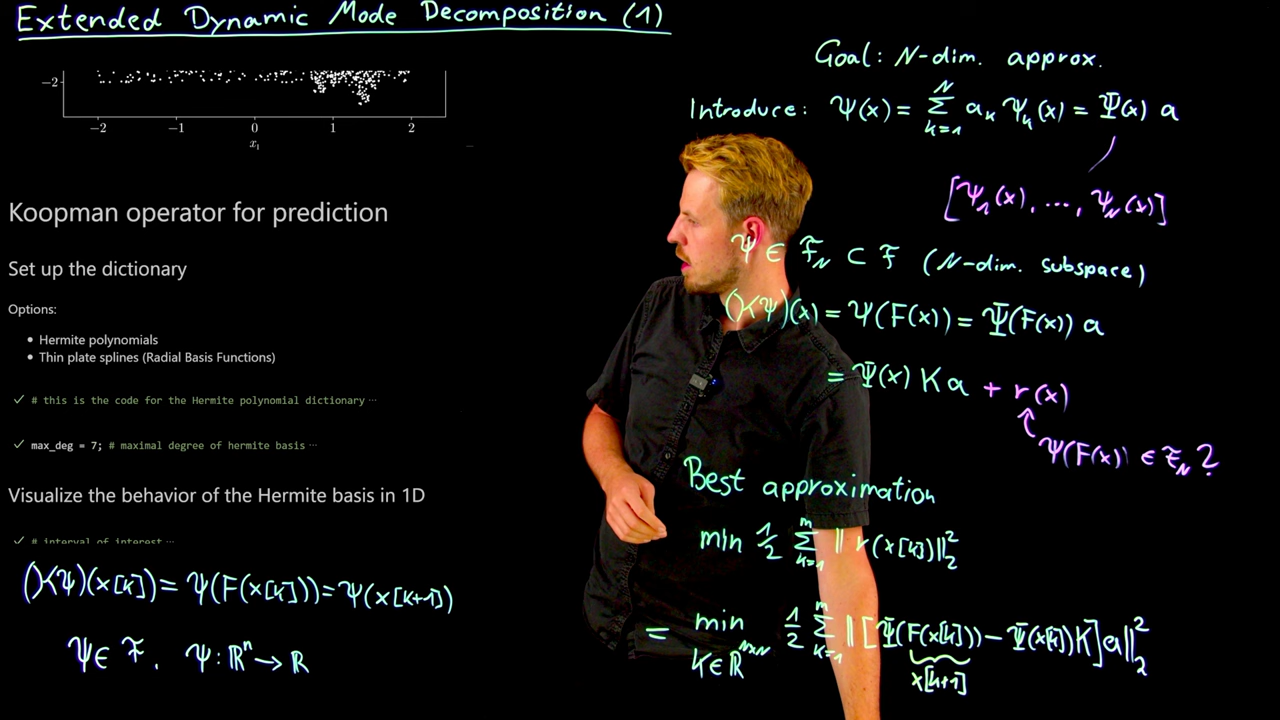 Extended Dynamic Mode Decomposition (1)
−2
−2 −1 0 1 2
x₁
Koopman operator for prediction
Set up the dictionary
Options:
• Hermite polynomials
• Thin plate splines (Radial Basis Functions)
✓ # this is the code for the Hermite polynomial dictionary ···
✓ max_deg = 7; # maximal degree of hermite basis ···
Visualize the behavior of the Hermite basis in 1D
✓ # interval of interest ···
(𝒦ψ)(x[k]) = ψ(F(x[k])) = ψ(x[k+1])
ψ ∈ ℱ, ψ: ℝⁿ → ℝ
Goal: N-dim. approx.
Introduce: ψ(x) = ∑_{k=1}^{N} a_k ψ_k(x) = Ψ(x) a
[ψ₁(x), ..., ψ_N(x)]
ψ ∈ ℱ_N ⊂ ℱ (N-dim. subspace)
(𝒦ψ)(x) = ψ(F(x)) = Ψ(F(x)) a
= Ψ(x) K a + r(x)
ψ(F(x)) ∈ ℱ_N ?
Best approximation
min ½ ∑_{k=1}^{m} ‖ r(x[k]) ‖₂²
= min_{K∈ℝ^{N×N}} ½ ∑_{k=1}^{m} ‖ [Ψ(F(x[k])) − Ψ(x[k]) K] a ‖₂²
x[k+1]